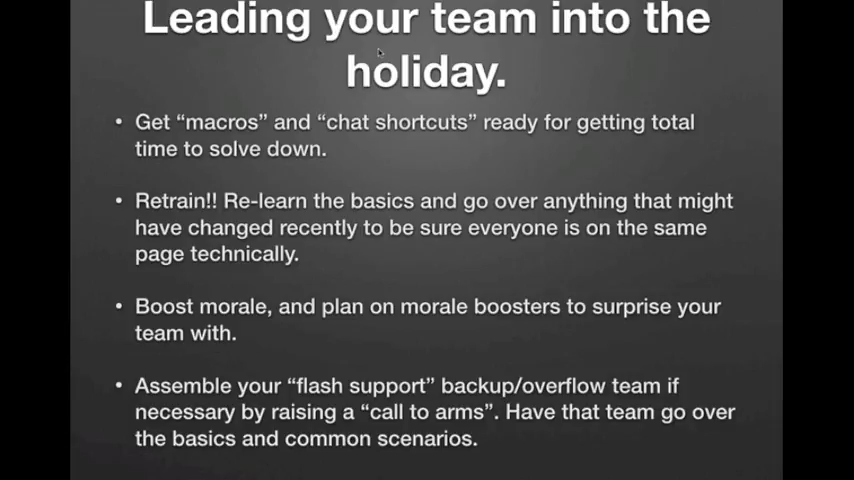 Leading your team into the
holiday.
• Get “macros” and “chat shortcuts” ready for getting total
time to solve down.
• Retrain!! Re-learn the basics and go over anything that might
have changed recently to be sure everyone is on the same
page technically.
• Boost morale, and plan on morale boosters to surprise your
team with.
• Assemble your “flash support” backup/overflow team if
necessary by raising a “call to arms”. Have that team go over
the basics and common scenarios.